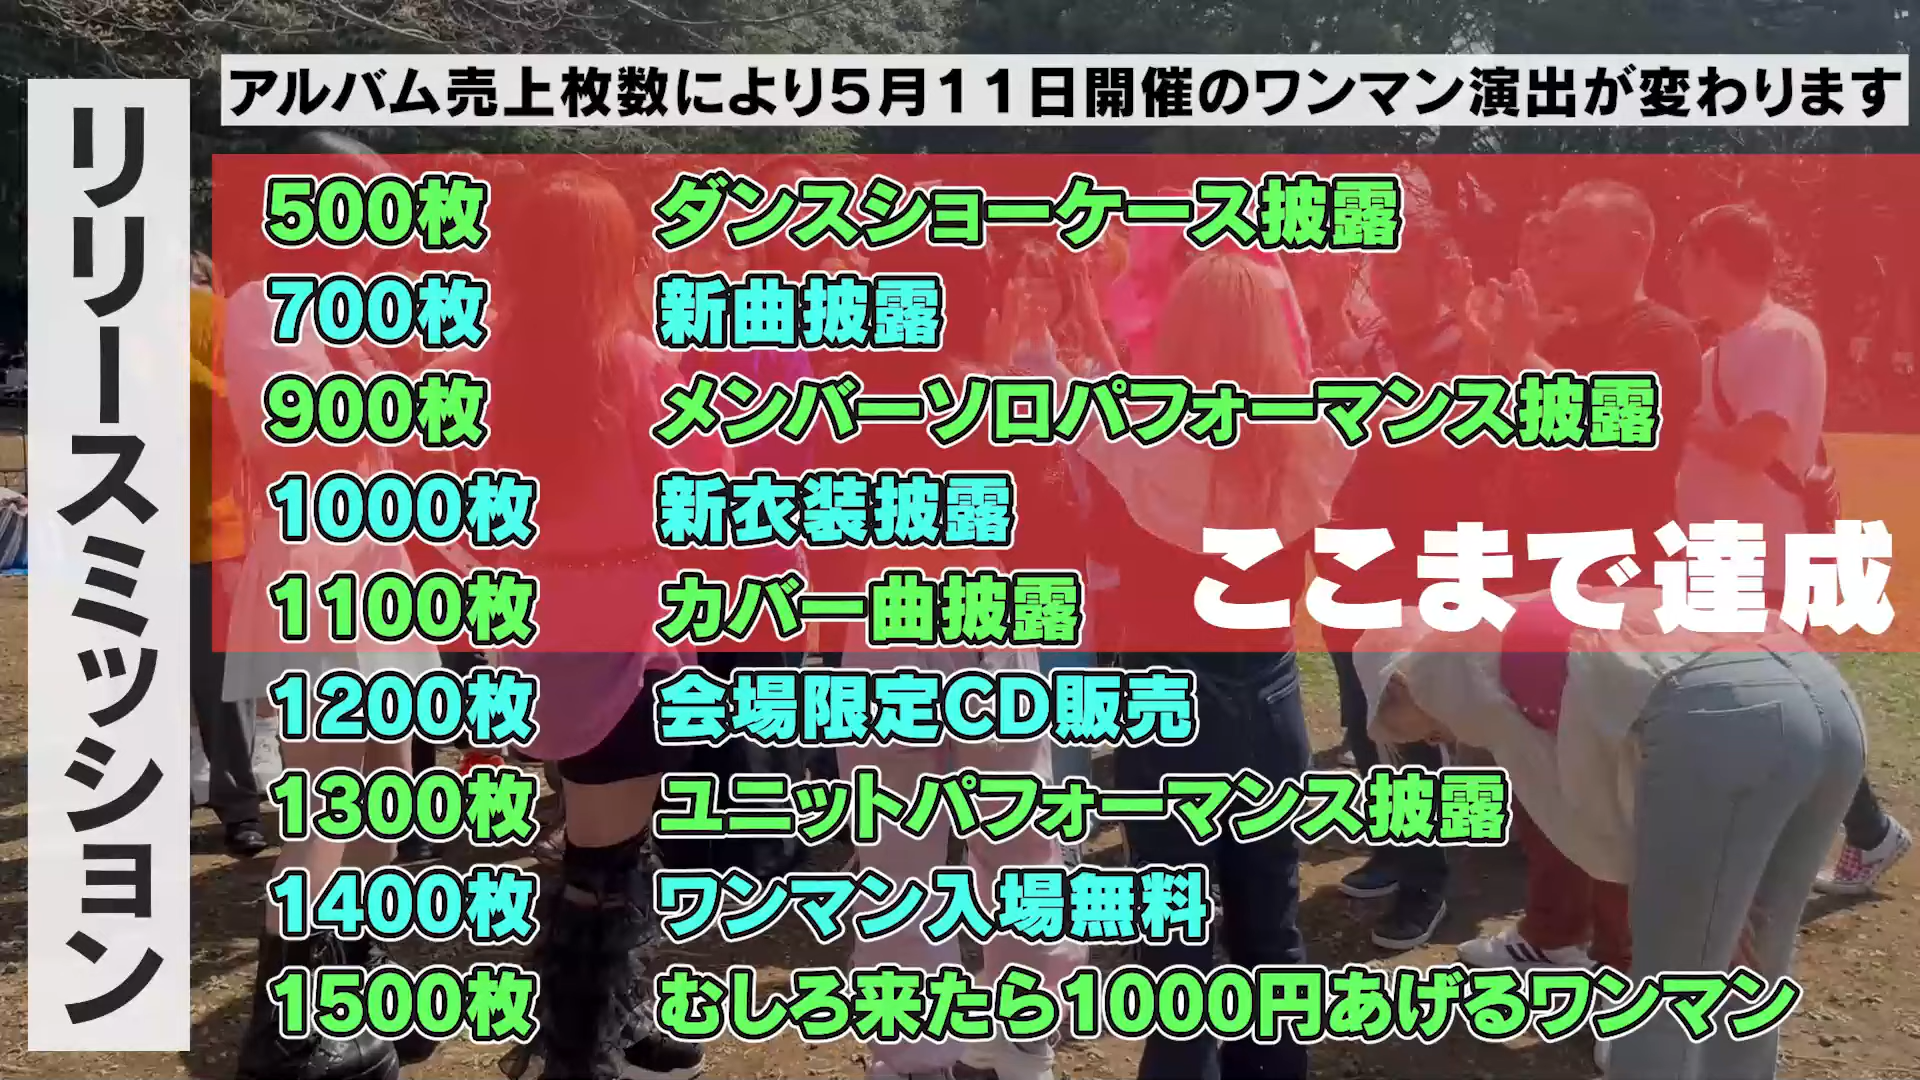 アルバム売上枚数により5月11日開催のワンマン演出が変わります
リリースミッション
500枚 ダンスショーケース披露
700枚 新曲披露
900枚 メンバーソロパフォーマンス披露
1000枚 新衣装披露
1100枚 カバー曲披露
ここまで達成
1200枚 会場限定CD販売
1300枚 ユニットパフォーマンス披露
1400枚 ワンマン入場無料
1500枚 むしろ来たら1000円あげるワンマン